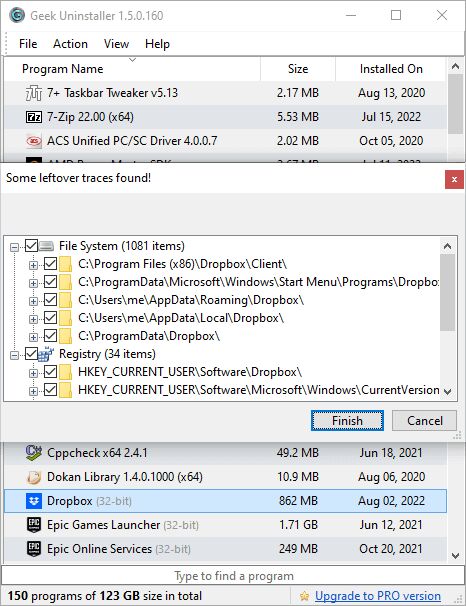 Geek Uninstaller 1.5.0.160
File Action View Help
Program Name Size Installed On
7+ Taskbar Tweaker v5.13 2.17 MB Aug 13, 2020
7-Zip 22.00 (x64) 5.53 MB Jul 15, 2022
ACS Unified PC/SC Driver 4.0.0.7 2.02 MB Oct 05, 2020
Some leftover traces found!
File System (1081 items)
C:\Program Files (x86)\Dropbox\Client\
C:\ProgramData\Microsoft\Windows\Start Menu\Programs\Dropbox
C:\Users\me\AppData\Roaming\Dropbox\
C:\Users\me\AppData\Local\Dropbox\
C:\ProgramData\Dropbox\
Registry (34 items)
HKEY_CURRENT_USER\Software\Dropbox\
HKEY_CURRENT_USER\Software\Microsoft\Windows\CurrentVersion
Finish Cancel
Cppcheck x64 2.4.1 49.2 MB Jun 18, 2021
Dokan Library 1.4.0.1000 (x64) 10.9 MB Aug 06, 2020
Dropbox (32-bit) 862 MB Aug 02, 2022
EPIC GAMES Epic Games Launcher (32-bit) 1.71 GB Jun 12, 2021
EPIC GAMES Epic Online Services (32-bit) 249 MB Oct 20, 2021
Type to find a program
150 programs of 123 GB size in total Upgrade to PRO version